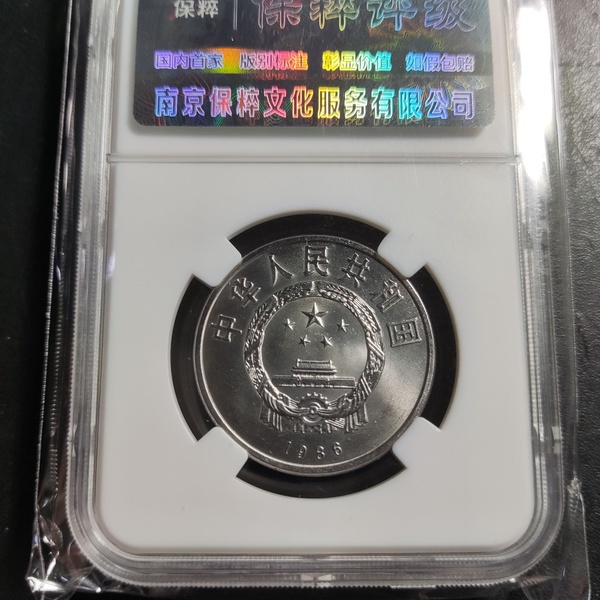 保粹 保粹评级
国内首家 版别标注 彰显价值 如假包赔
南京保粹文化服务有限公司
中华人民共和国
1986